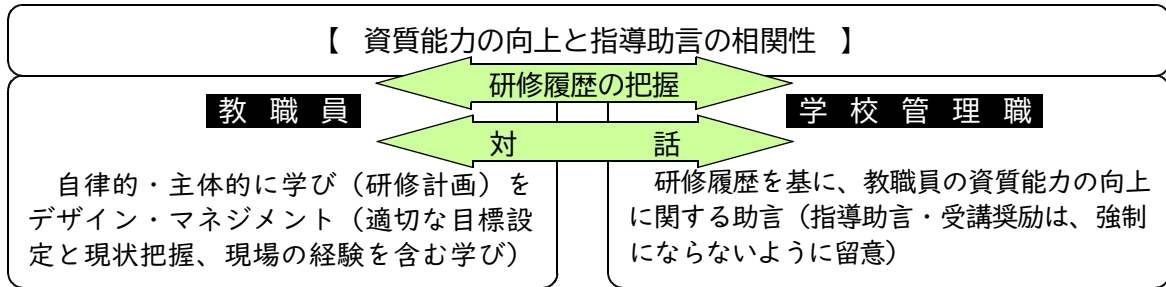 【 資質能力の向上と指導助言の相関性 】
研修履歴の把握
教職員
学校管理職
対話
自律的・主体的に学び(研修計画)を
デザイン・マネジメント(適切な目標設
定と現状把握、現場の経験を含む学び)
研修履歴を基に、教職員の資質能力の向上
に関する助言(指導助言・受講奨励は、強制
にならないように留意)